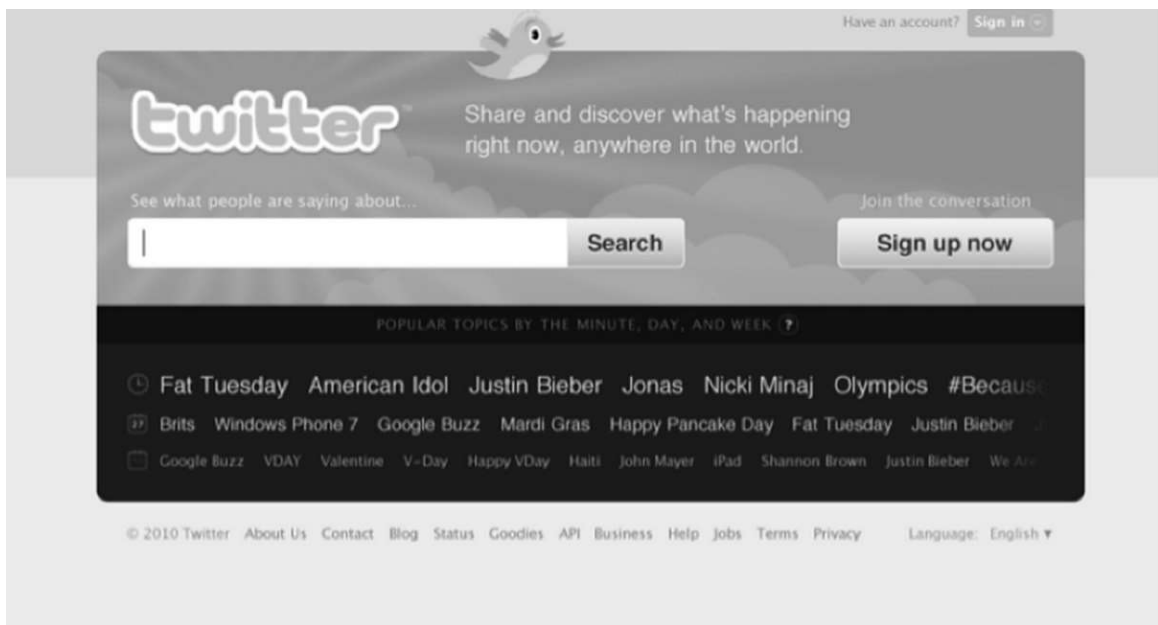 Have an account? Sign in
twitter™
Share and discover what's happening
right now, anywhere in the world.
See what people are saying about...
Join the conversation
Search
Sign up now
POPULAR TOPICS BY THE MINUTE, DAY, AND WEEK ?
Fat Tuesday American Idol Justin Bieber Jonas Nicki Minaj Olympics #Because
27 Brits Windows Phone 7 Google Buzz Mardi Gras Happy Pancake Day Fat Tuesday Justin Bieber
Google Buzz VDAY Valentine V-Day Happy VDay Haiti John Mayer iPad Shannon Brown Justin Bieber We Are
© 2010 Twitter About Us Contact Blog Status Goodies API Business Help Jobs Terms Privacy Language: English